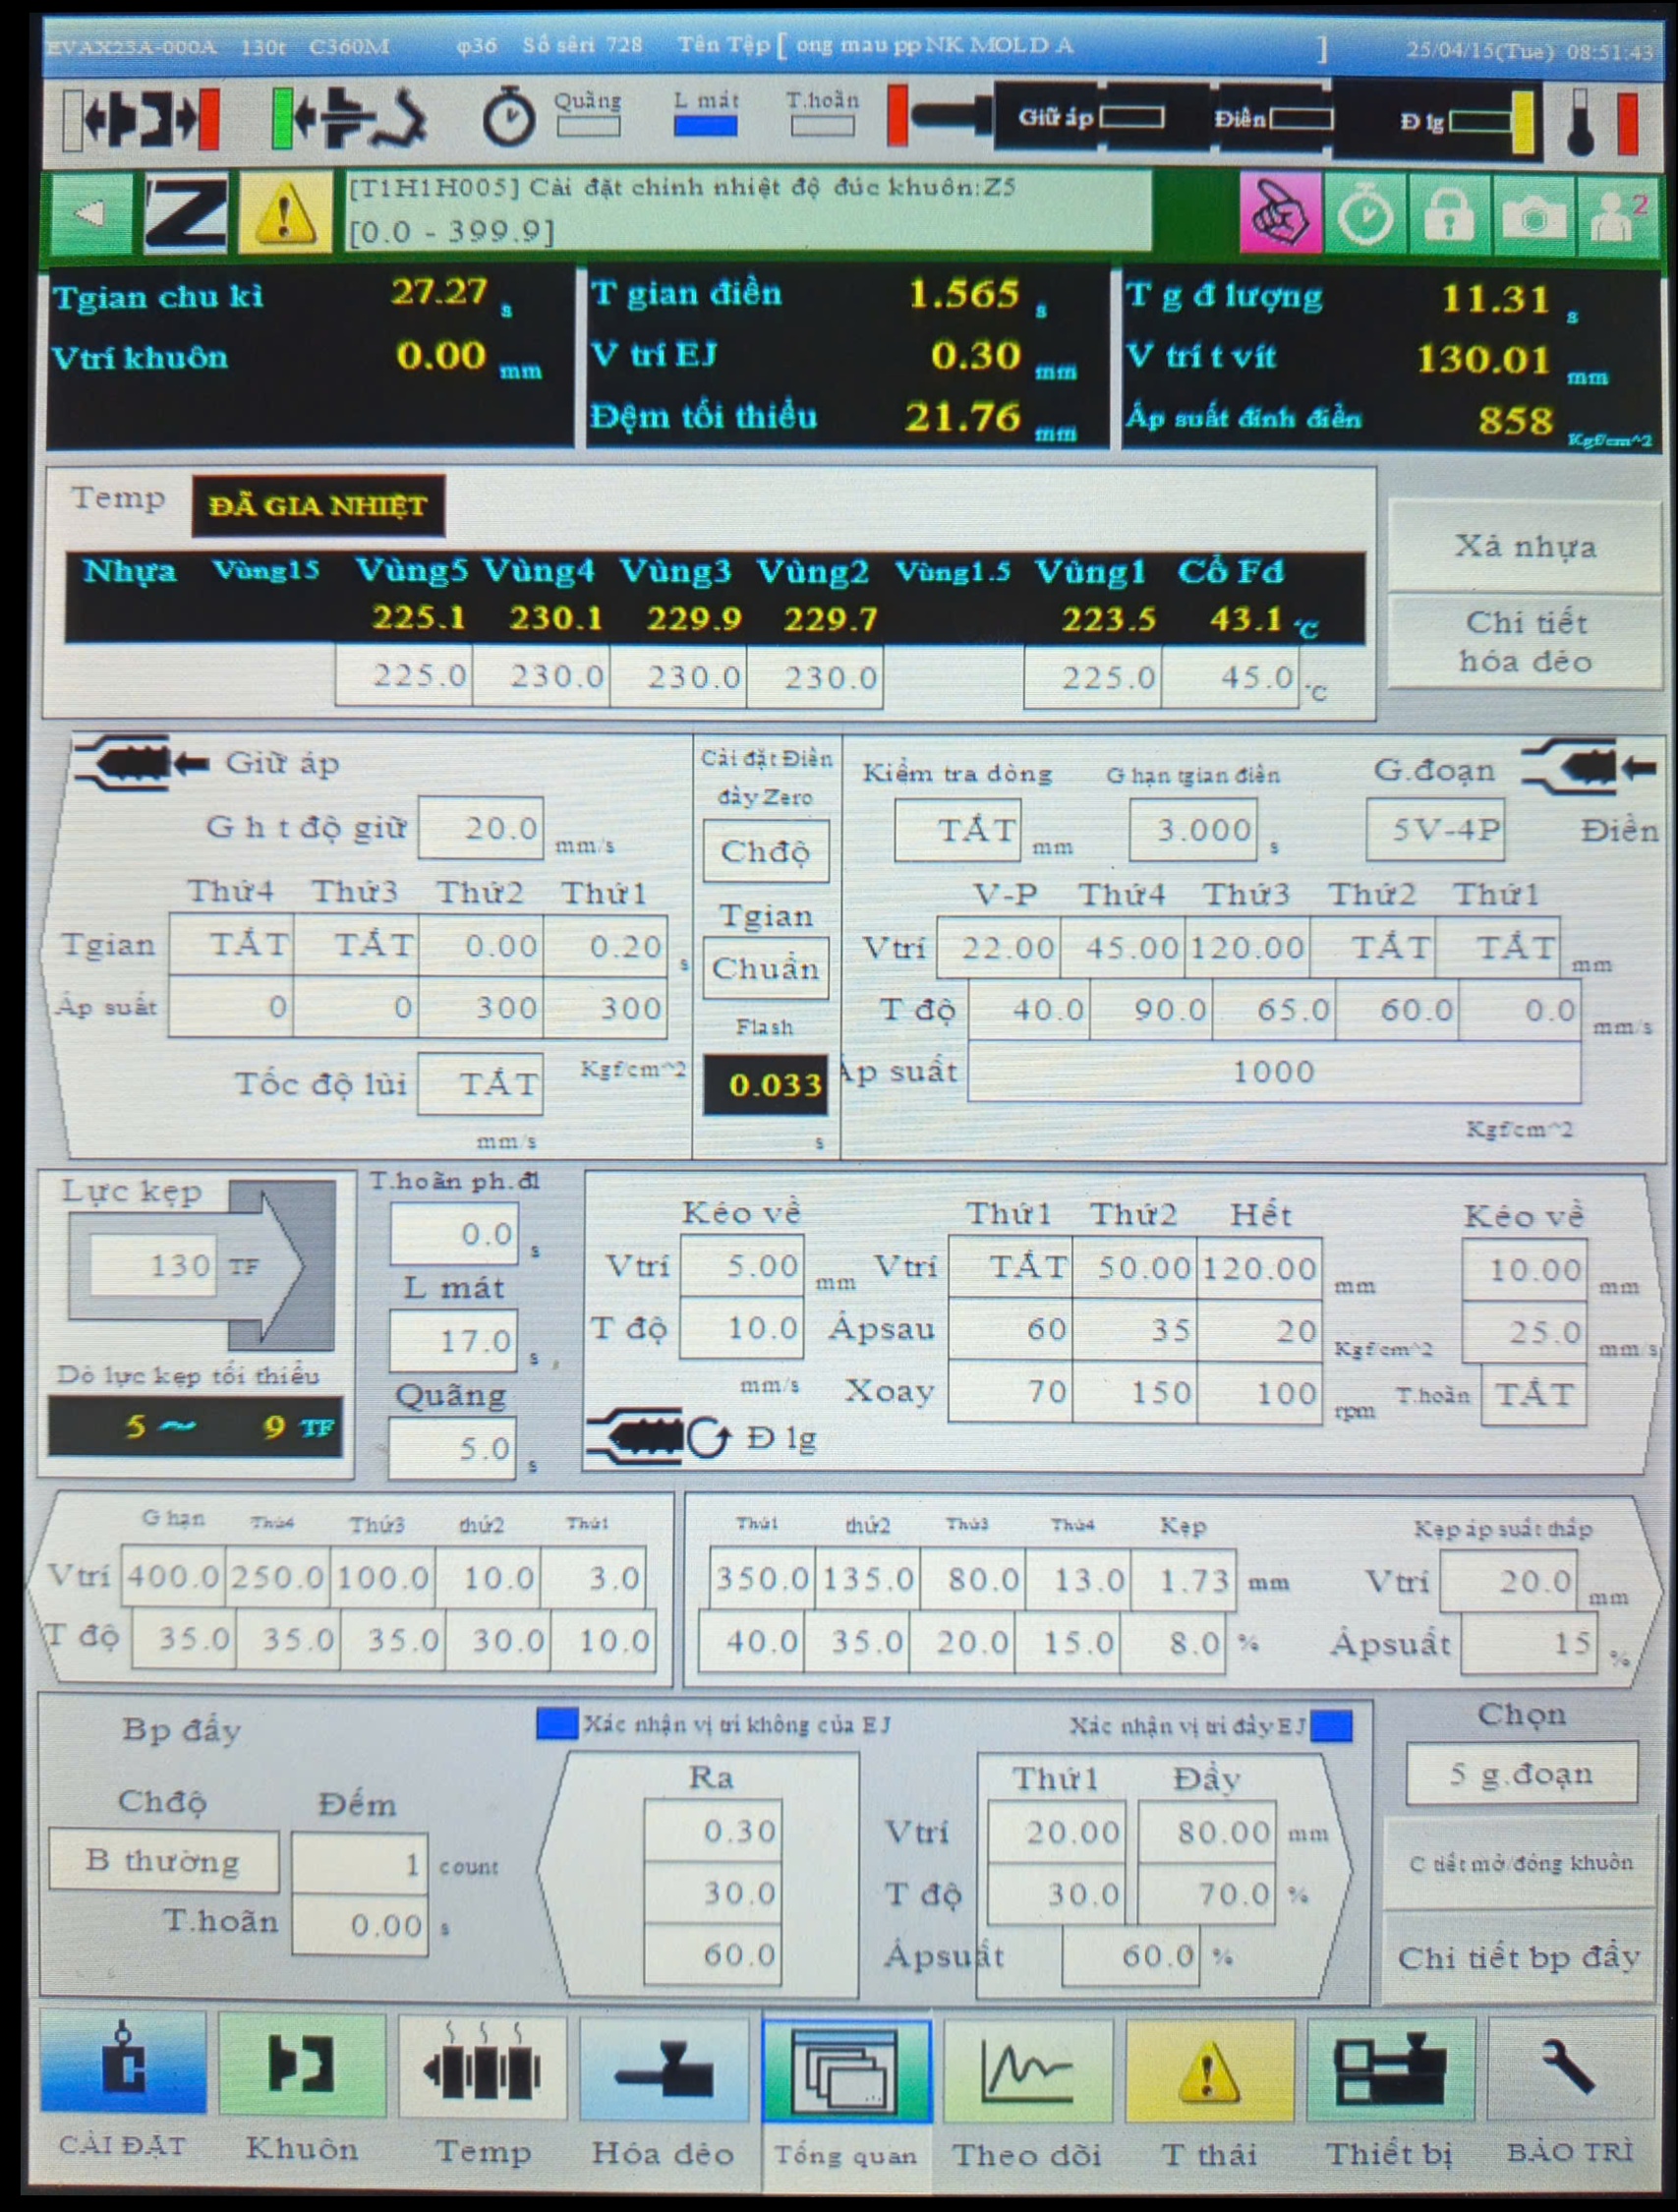 EVAX23A-000A 130t C360M φ36 Số sêri 728 Tên Tệp [ ong mau pp NK MOLD A ] 25/04/15(Tue) 08:51:43
Quãng L mát T.hoãn Giữ áp Điền Đ lg
[T1H1H005] Cài đặt chỉnh nhiệt độ đúc khuôn:Z5
[0.0 - 399.9]
2
Tgian chu kì 27.27 s T gian điền 1.565 s T g đ lượng 11.31 s
Vtrí khuôn 0.00 mm V trí EJ 0.30 mm V trí t vít 130.01 mm
Đệm tối thiểu 21.76 mm Áp suất đỉnh điền 858 Kgf/cm^2
Temp ĐÃ GIA NHIỆT
Xả nhựa
Nhựa Vùng15 Vùng5 Vùng4 Vùng3 Vùng2 Vùng1.5 Vùng1 Cổ Fd
225.1 230.1 229.9 229.7 223.5 43.1 °C
225.0 230.0 230.0 230.0 225.0 45.0 °C
Chi tiết
hóa dẻo
Giữ áp
G h t độ giữ 20.0 mm/s
Thứ4 Thứ3 Thứ2 Thứ1
Tgian TẮT TẮT 0.00 0.20 s
Áp suất 0 0 300 300
Kgf/cm^2
Tốc độ lùi TẮT
mm/s
Cài đặt Điền
đầy Zero
Chđộ
Tgian
Chuẩn
Flash
0.033
s
Kiểm tra dòng G hạn tgian điền G.đoạn
TẮT mm 3.000 s 5V-4P Điền
V-P Thứ4 Thứ3 Thứ2 Thứ1
Vtrí 22.00 45.00 120.00 TẮT TẮT mm
T độ 40.0 90.0 65.0 60.0 0.0 mm/s
Áp suất 1000
Kgf/cm^2
Lực kẹp
130 TF
Dò lực kẹp tối thiểu
5 ~ 9 TF
T.hoãn ph.đl
0.0 s
L mát
17.0 s
Quãng
5.0 s
Kéo về Thứ1 Thứ2 Hết Kéo về
Vtrí 5.00 mm Vtrí TẮT 50.00 120.00 mm 10.00 mm
T độ 10.0 Ápsau 60 35 20 Kgf/cm^2 25.0 mm/s
mm/s Xoay 70 150 100 rpm T.hoãn TẮT
Đ lg
G hạn Thứ4 Thứ3 thứ2 Thứ1
Vtrí 400.0 250.0 100.0 10.0 3.0
T độ 35.0 35.0 35.0 30.0 10.0
Thứ1 thứ2 Thứ3 Thứ4 Kẹp Kẹp áp suất thấp
350.0 135.0 80.0 13.0 1.73 mm Vtrí 20.0 mm
40.0 35.0 20.0 15.0 8.0 % Ápsuất 15 %
Bp đẩy Xác nhận vị trí không của EJ Xác nhận vị trí đẩy EJ
Chđộ Đếm
B thường 1 count
T.hoãn 0.00 s
Ra Thứ1 Đẩy
0.30 Vtrí 20.00 80.00 mm
30.0 T độ 30.0 70.0 %
60.0 Ápsuất 60.0 %
Chọn
5 g.đoạn
C tiết mở/đóng khuôn
Chi tiết bp đẩy
CÀI ĐẶT Khuôn Temp Hóa dẻo Tổng quan Theo dõi T thái Thiết bị BẢO TRÌ